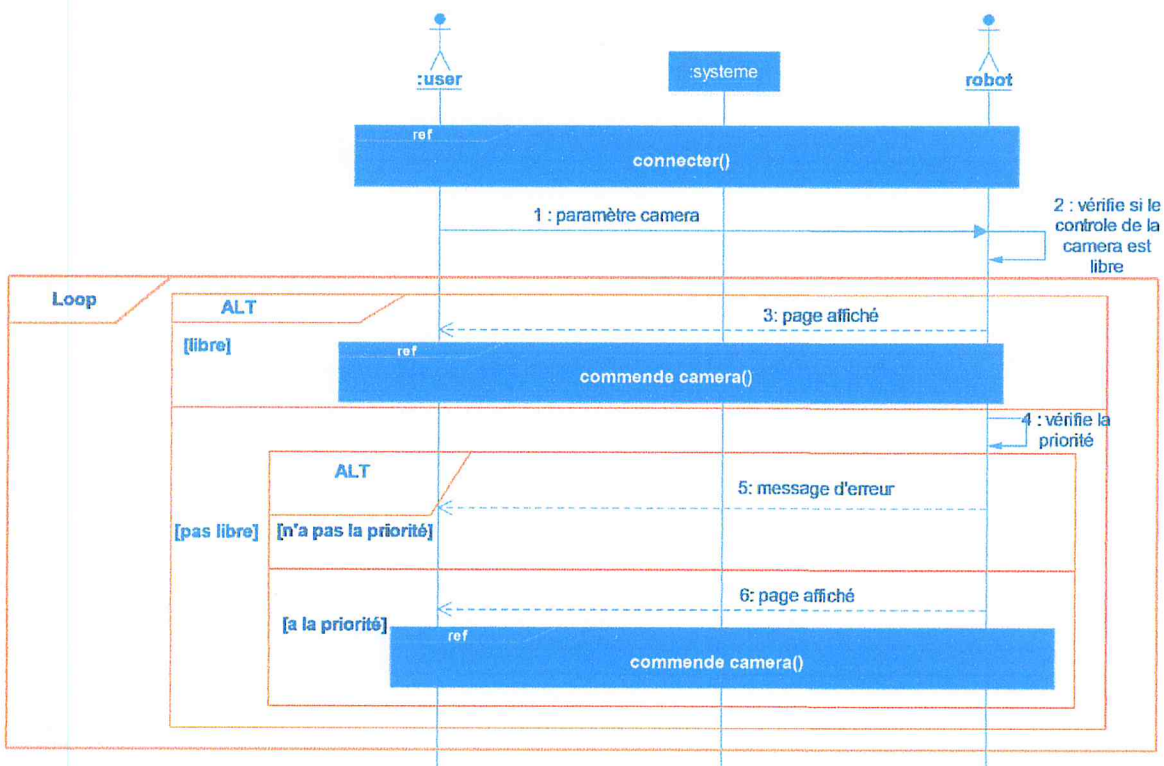 :user
:systeme
robot
ref
connecter()
1 : paramètre camera
2 : vérifie si le
controle de la
camera est
libre
Loop
ALT
3: page affiché
[libre]
ref
commende camera()
4 : vérifie la
priorité
ALT
5: message d'erreur
[pas libre]
[n'a pas la priorité]
6: page affiché
[a la priorité]
ref
commende camera()